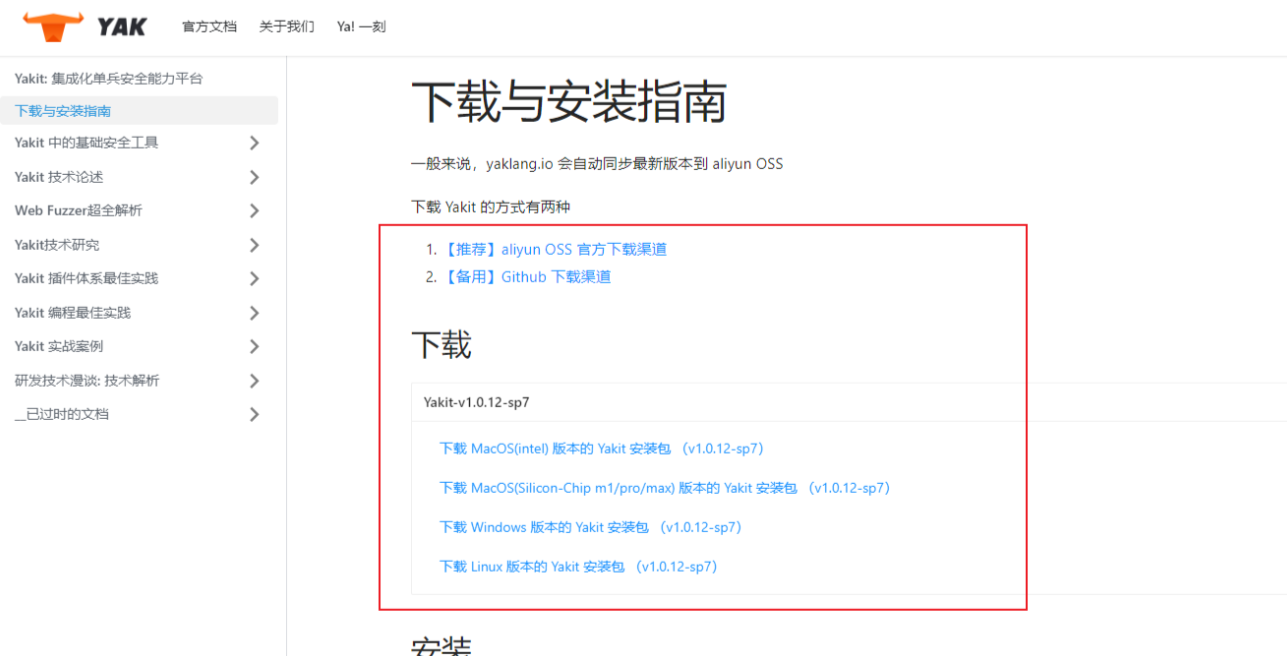 YAK 官方文档 关于我们 Ya! 一刻
Yakit: 集成化单兵安全能力平台
下载与安装指南
Yakit 中的基础安全工具
Yakit 技术论述
Web Fuzzer超全解析
Yakit技术研究
Yakit 插件体系最佳实践
Yakit 编程最佳实践
Yakit 实战案例
研发技术漫谈: 技术解析
__已过时的文档
下载与安装指南
一般来说，yaklang.io 会自动同步最新版本到 aliyun OSS
下载 Yakit 的方式有两种
1. 【推荐】aliyun OSS 官方下载渠道
2. 【备用】Github 下载渠道
下载
Yakit-v1.0.12-sp7
下载 MacOS(intel) 版本的 Yakit 安装包 （v1.0.12-sp7）
下载 MacOS(Silicon-Chip m1/pro/max) 版本的 Yakit 安装包 （v1.0.12-sp7）
下载 Windows 版本的 Yakit 安装包 （v1.0.12-sp7）
下载 Linux 版本的 Yakit 安装包 （v1.0.12-sp7）
安装